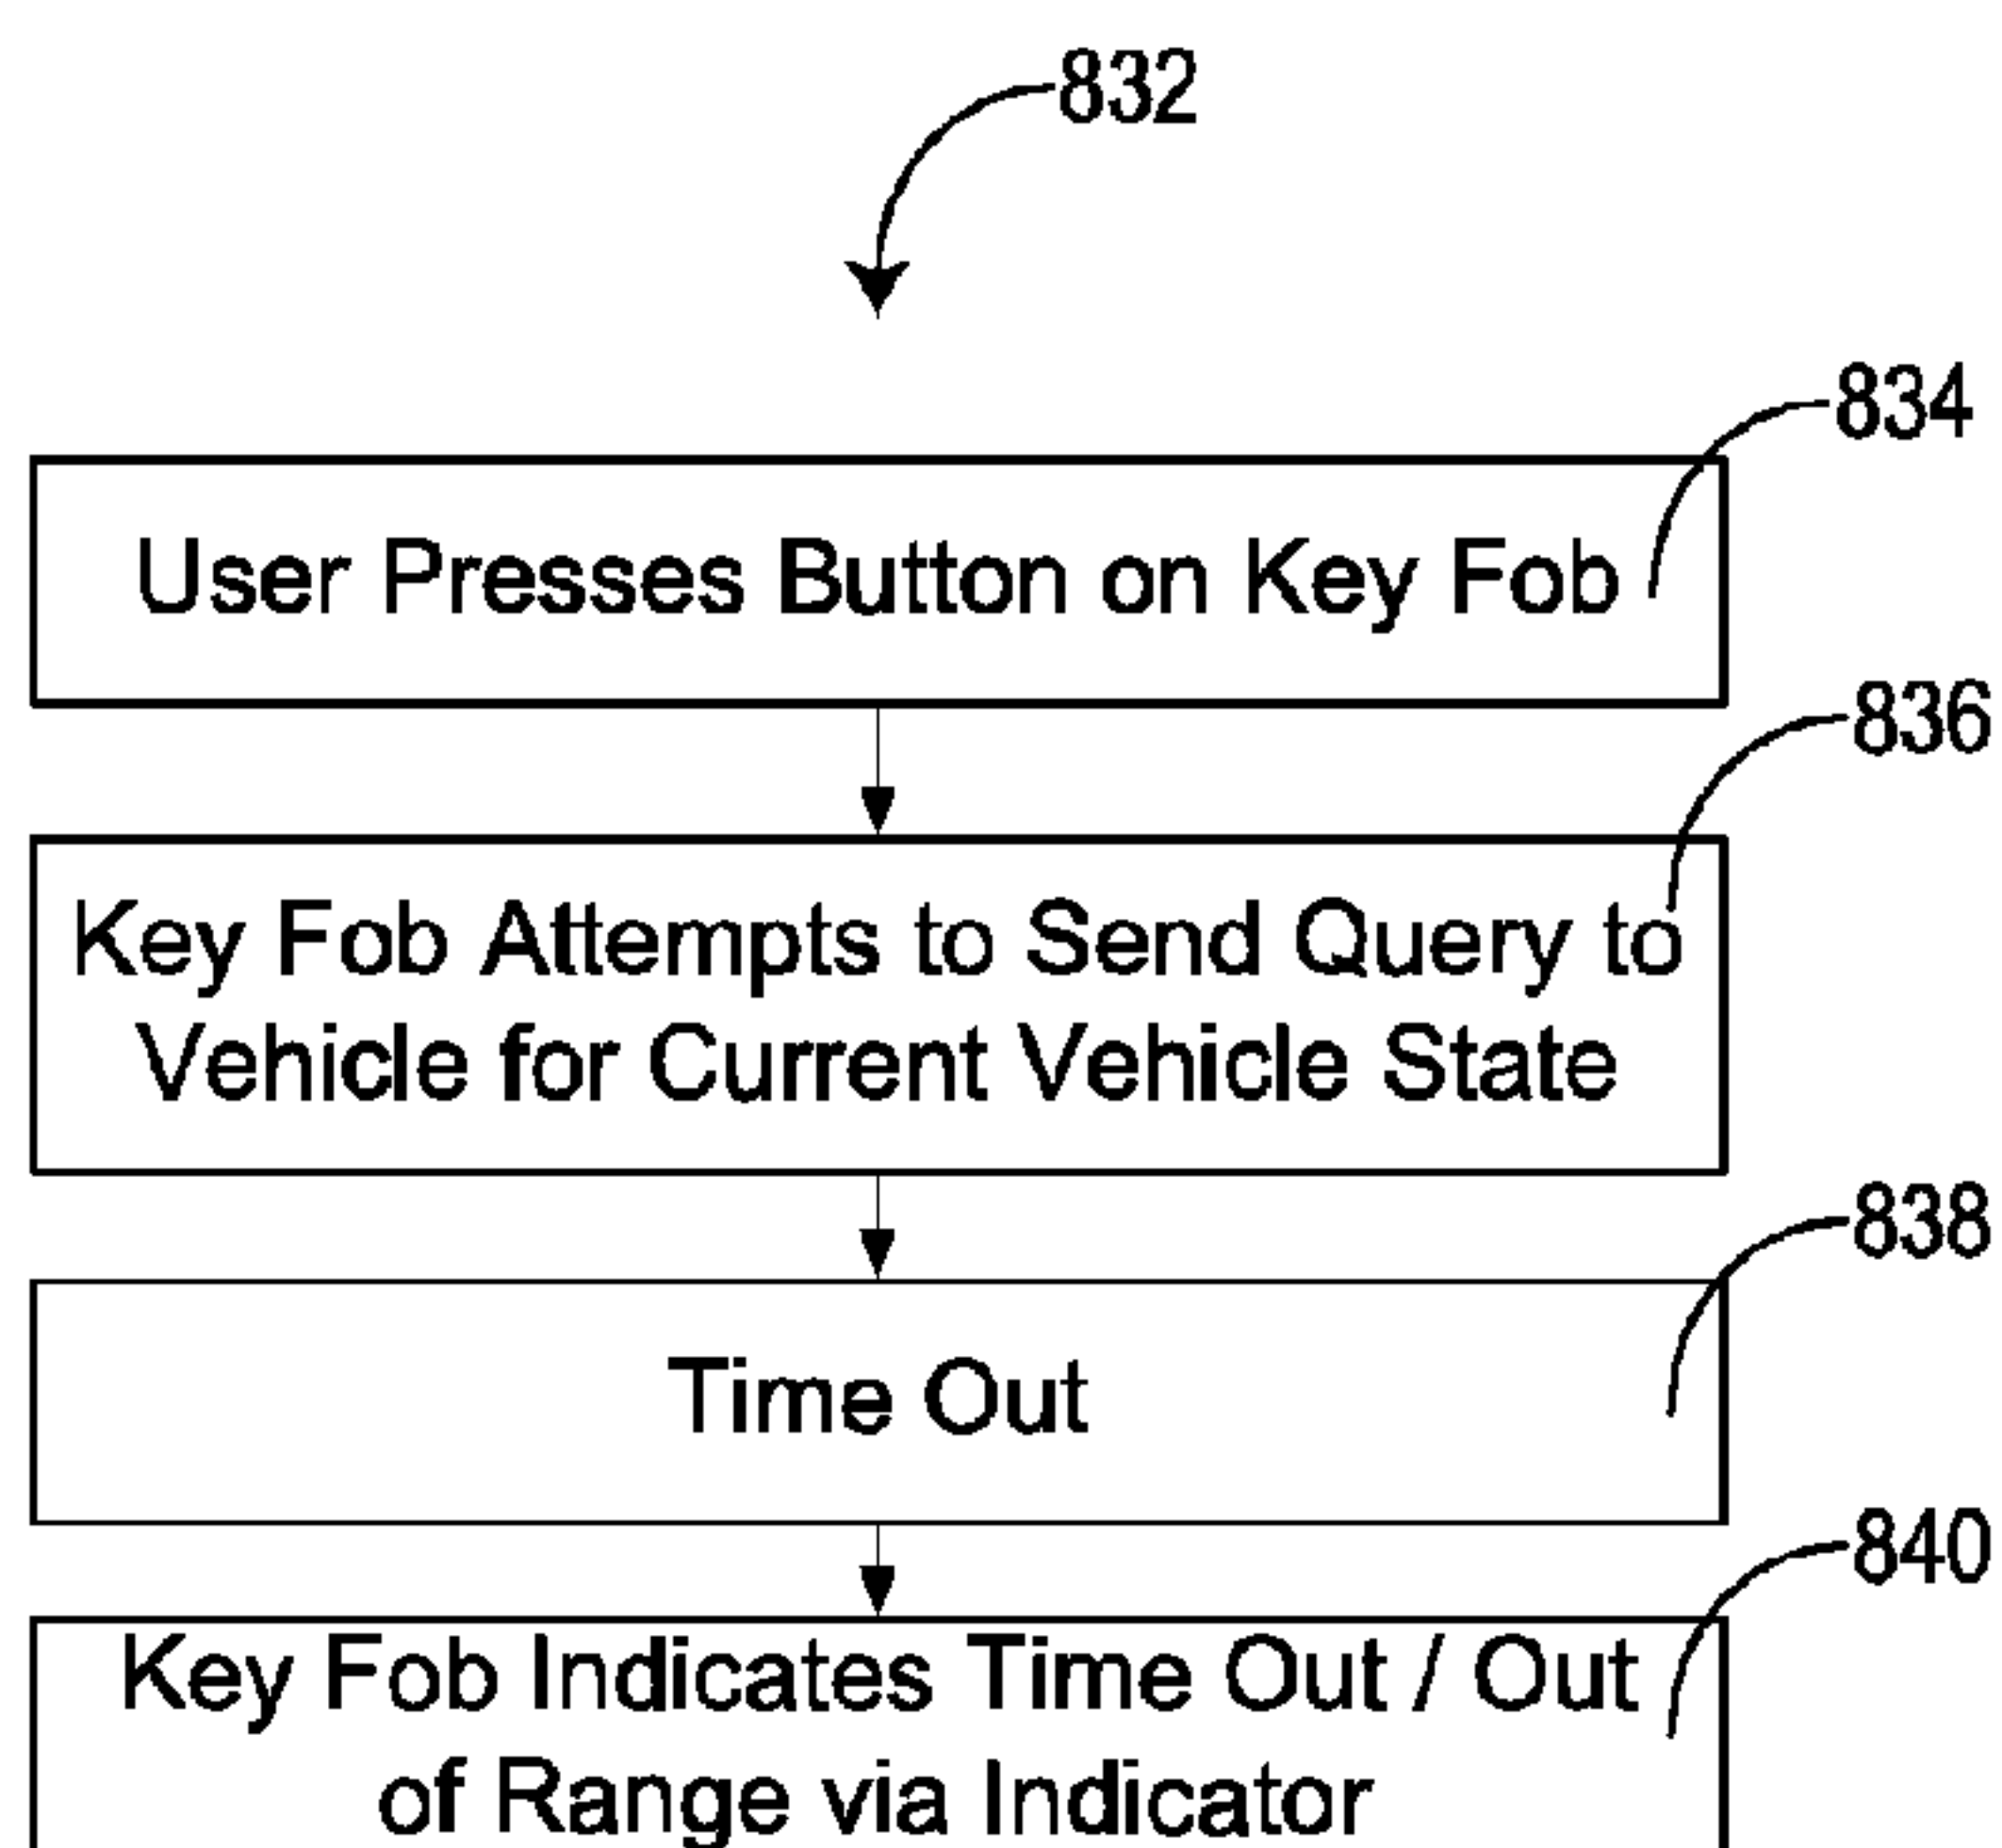 832
834
User Presses Button on Key Fob
836
Key Fob Attempts to Send Query to
Vehicle for Current Vehicle State
838
Time Out
840
Key Fob Indicates Time Out / Out
of Range via Indicator